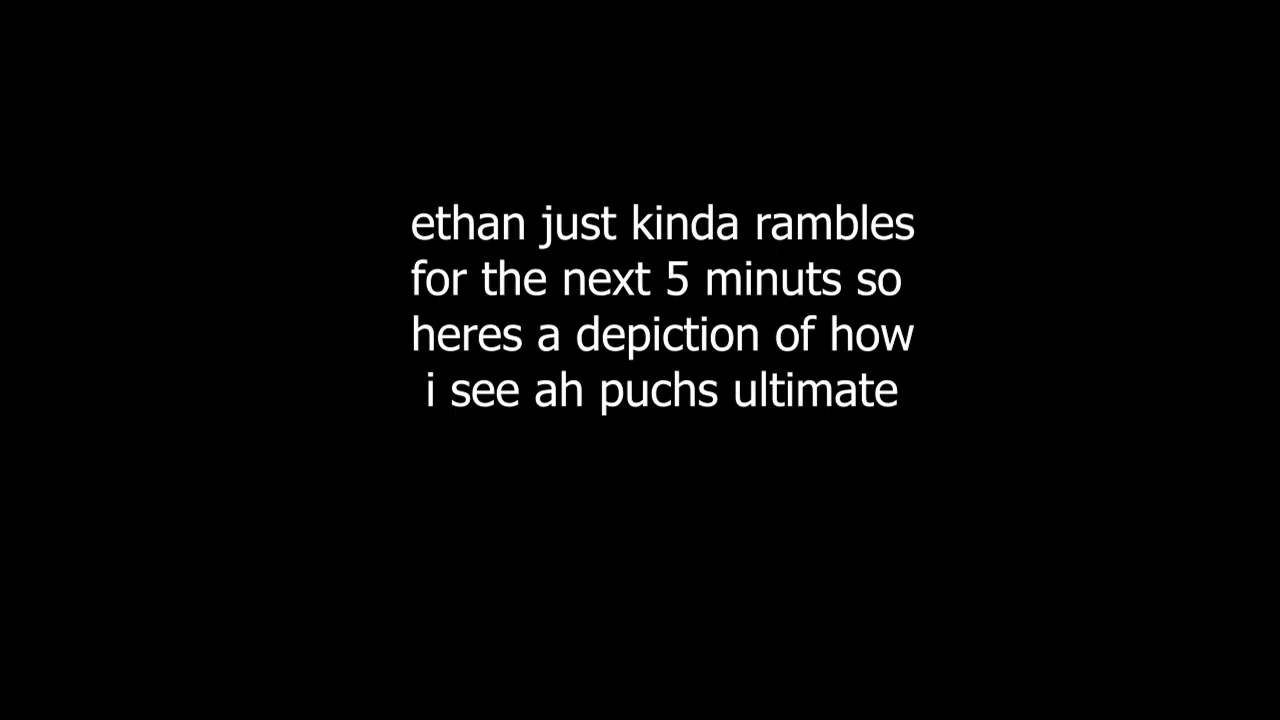 ethan just kinda rambles
for the next 5 minuts so
heres a depiction of how
i see ah puchs ultimate